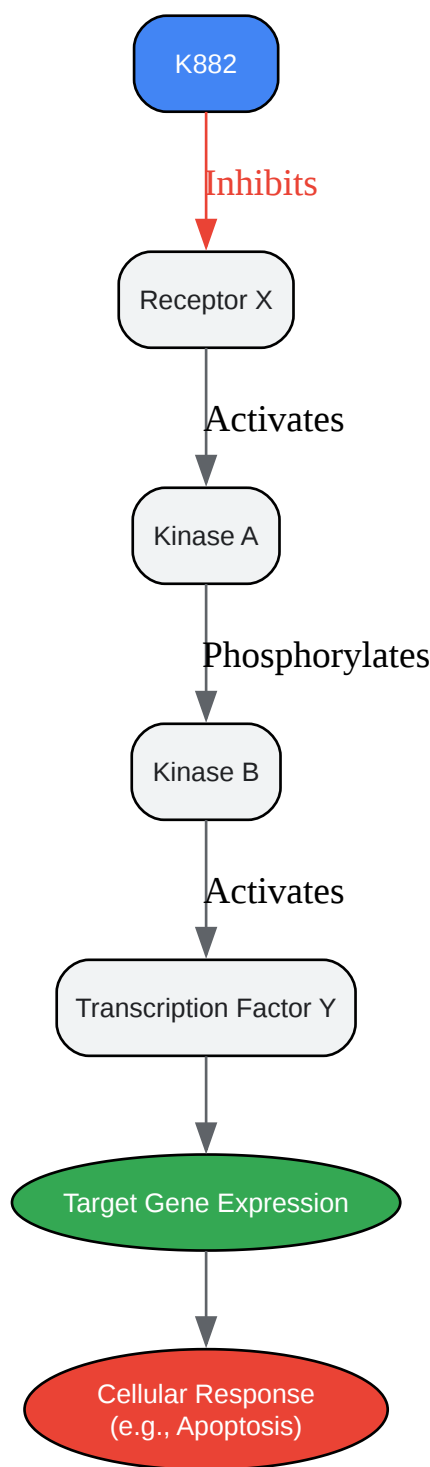 K882
Inhibits
Receptor X
Activates
Kinase A
Phosphorylates
Kinase B
Activates
Transcription Factor Y
Target Gene Expression
Cellular Response
(e.g., Apoptosis)